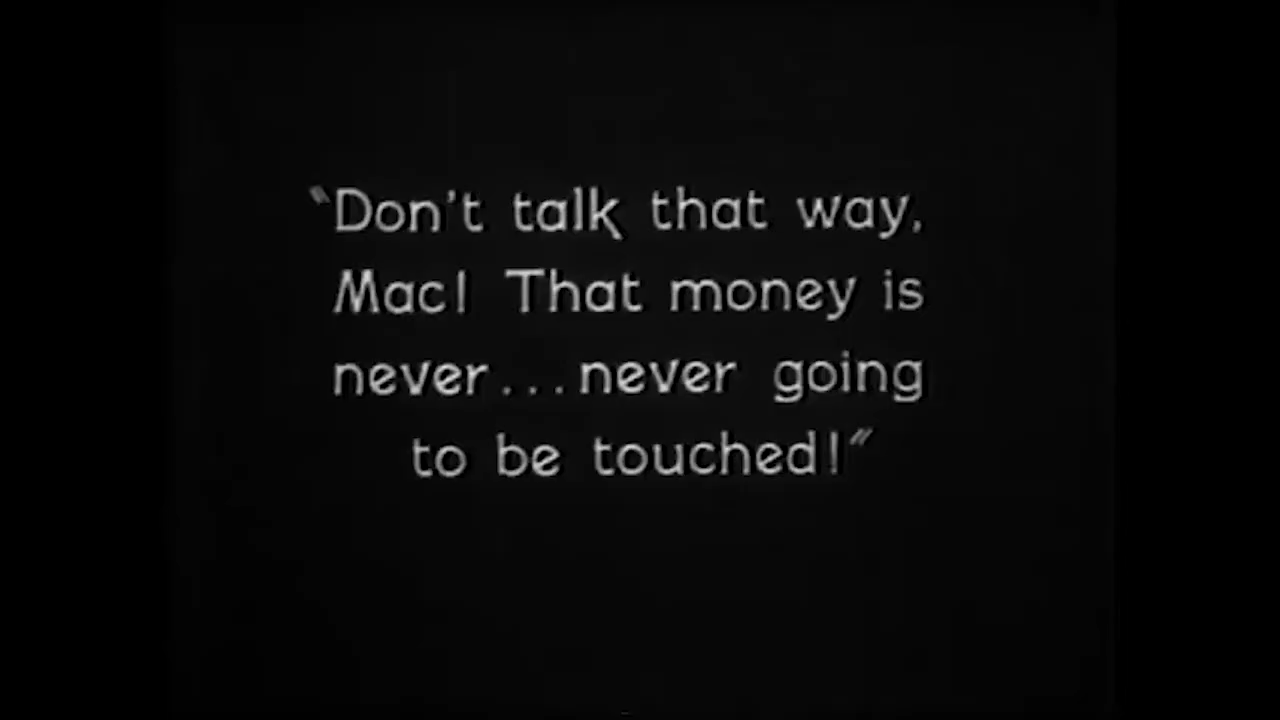 "Don't talk that way,
Mac! That money is
never...never going
to be touched!"